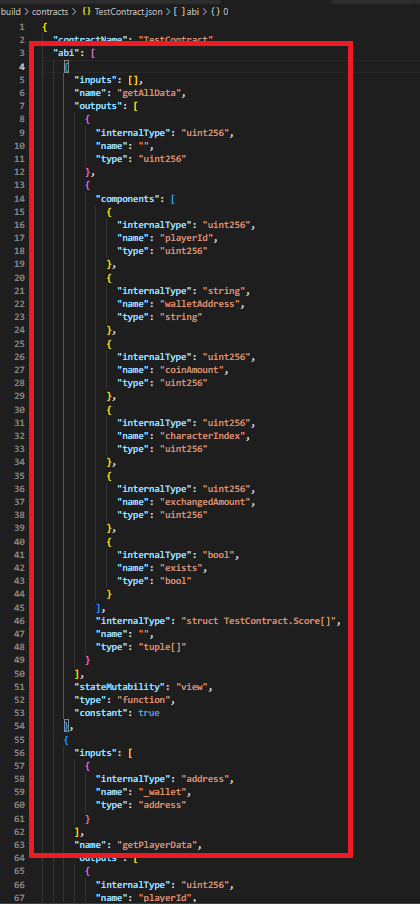 build > contracts > {} TestContract.json > [ ] abi > {} 0
1 {
2 "contractName": "TestContract"
3 "abi": [
4 {
5 "inputs": [],
6 "name": "getAllData",
7 "outputs": [
8 {
9 "internalType": "uint256",
10 "name": "",
11 "type": "uint256"
12 },
13 {
14 "components": [
15 {
16 "internalType": "uint256",
17 "name": "playerId",
18 "type": "uint256"
19 },
20 {
21 "internalType": "string",
22 "name": "walletAddress",
23 "type": "string"
24 },
25 {
26 "internalType": "uint256",
27 "name": "coinAmount",
28 "type": "uint256"
29 },
30 {
31 "internalType": "uint256",
32 "name": "characterIndex",
33 "type": "uint256"
34 },
35 {
36 "internalType": "uint256",
37 "name": "exchangedAmount",
38 "type": "uint256"
39 },
40 {
41 "internalType": "bool",
42 "name": "exists",
43 "type": "bool"
44 }
45 ],
46 "internalType": "struct TestContract.Score[]",
47 "name": "",
48 "type": "tuple[]"
49 }
50 ],
51 "stateMutability": "view",
52 "type": "function",
53 "constant": true
54 },
55 {
56 "inputs": [
57 {
58 "internalType": "address",
59 "name": "_wallet",
60 "type": "address"
61 }
62 ],
63 "name": "getPlayerData",
64 "outputs": [
65 {
66 "internalType": "uint256",
67 "name": "playerId",